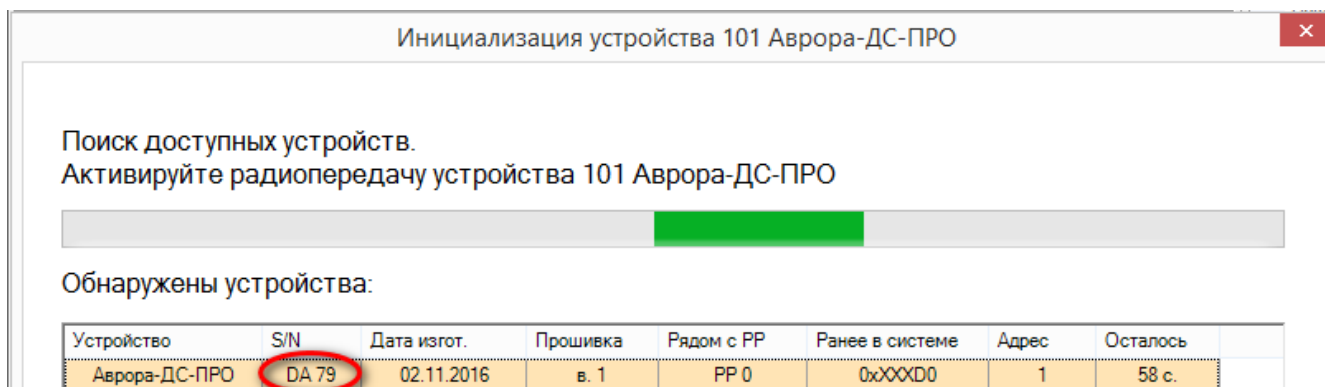 Инициализация устройства 101 Аврора-ДС-ПРО
Поиск доступных устройств.
Активируйте радиопередачу устройства 101 Аврора-ДС-ПРО
Обнаружены устройства:
Устройство S/N Дата изгот. Прошивка Рядом с РР Ранее в системе Адрес Осталось
Аврора-ДС-ПРО DA 79 02.11.2016 в. 1 РР 0 0xXXXD0 1 58 с.